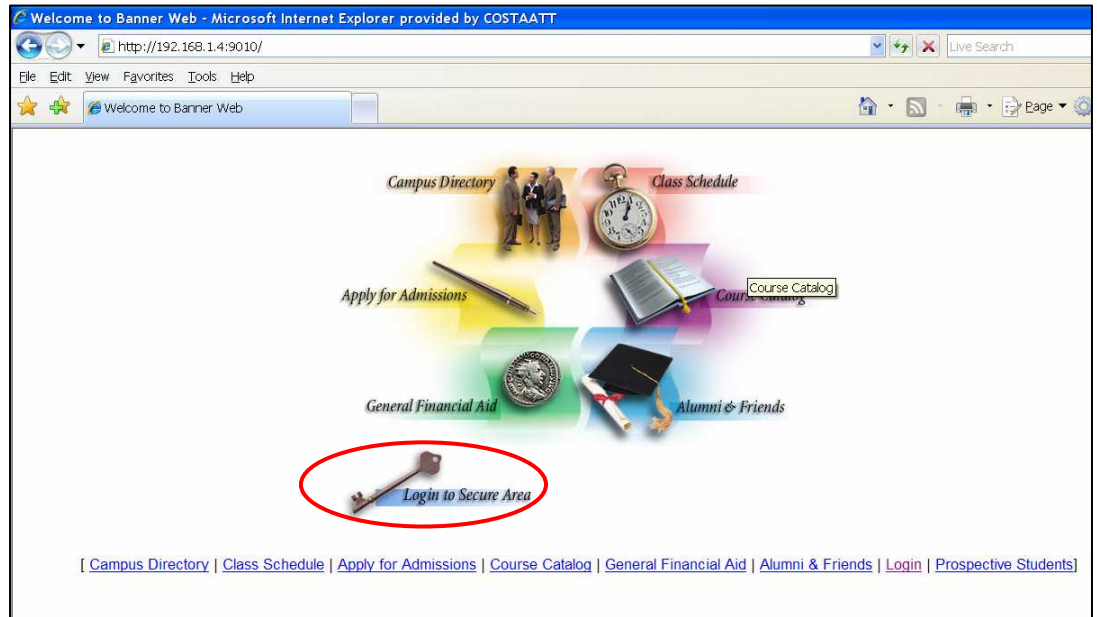 Welcome to Banner Web - Microsoft Internet Explorer provided by COSTAATT
http://192.168.1.4:9010/
Live Search
File Edit View Favorites Tools Help
Welcome to Banner Web
Page
Campus Directory
Class Schedule
Apply for Admissions
Course Catalog
Course Catalog
General Financial Aid
Alumni & Friends
Login to Secure Area
[ Campus Directory | Class Schedule | Apply for Admissions | Course Catalog | General Financial Aid | Alumni & Friends | Login | Prospective Students]